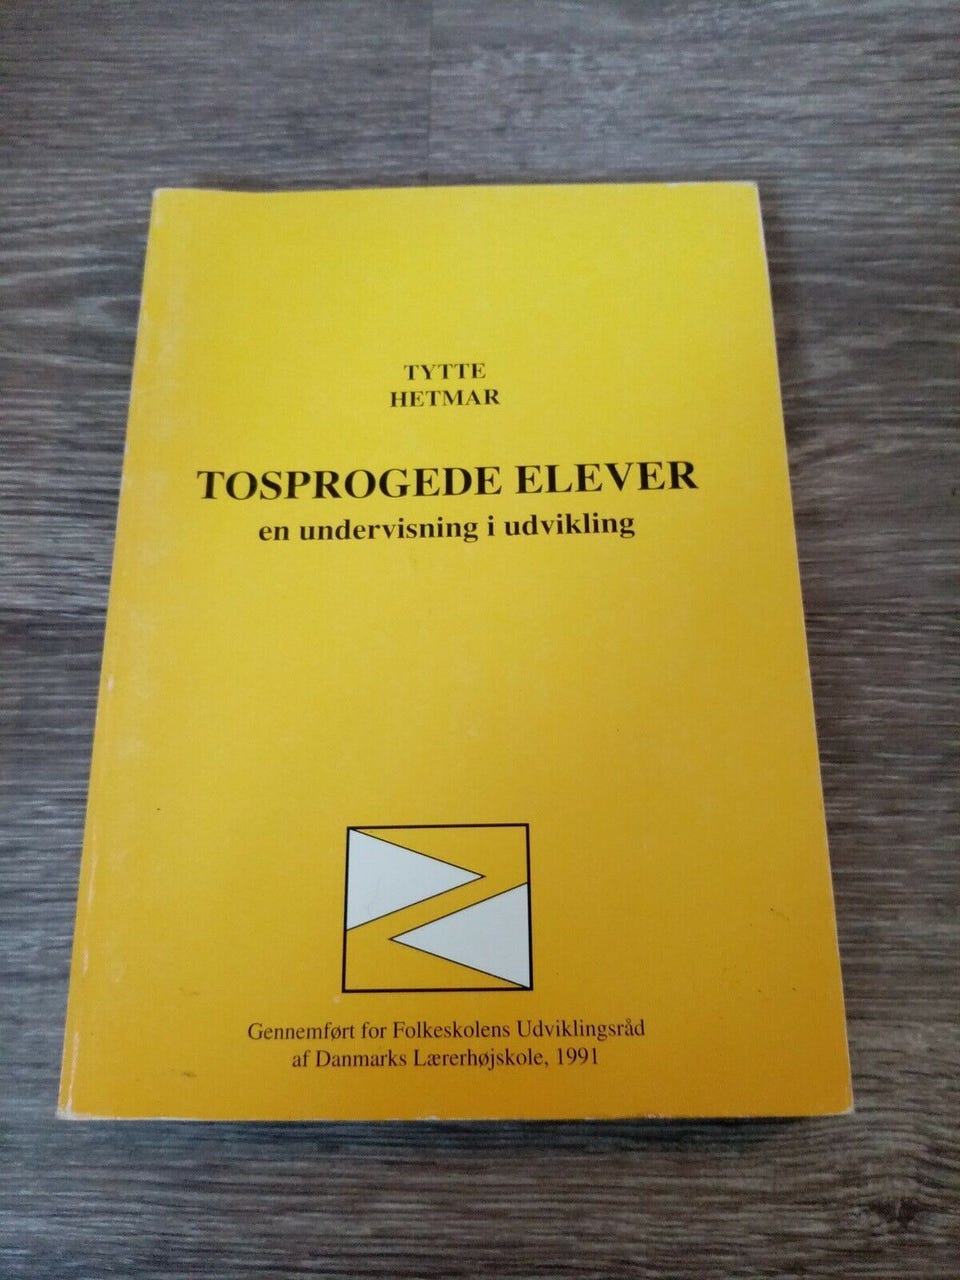 TYTTE
HETMAR
TOSPROGEDE ELEVER
en undervisning i udvikling
Gennemført for Folkeskolens Udviklingsråd
af Danmarks Lærerhøjskole, 1991